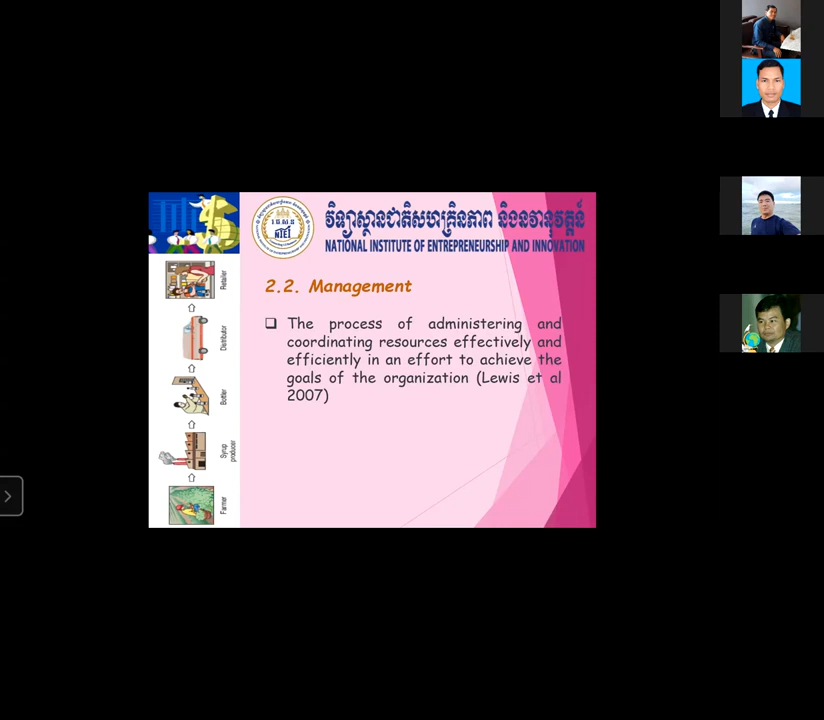 វិទ្យាស្ថានជាតិសហគ្រិនភាព និងនវានុវត្តន៍
NATIONAL INSTITUTE OF ENTREPRENEURSHIP AND INNOVATION
NIEI
2.2. Management
The process of administering and
coordinating resources effectively and
efficiently in an effort to achieve the
goals of the organization (Lewis et al
2007)
Retailer
Distributor
Bottler
Syrup
producer
Farmer